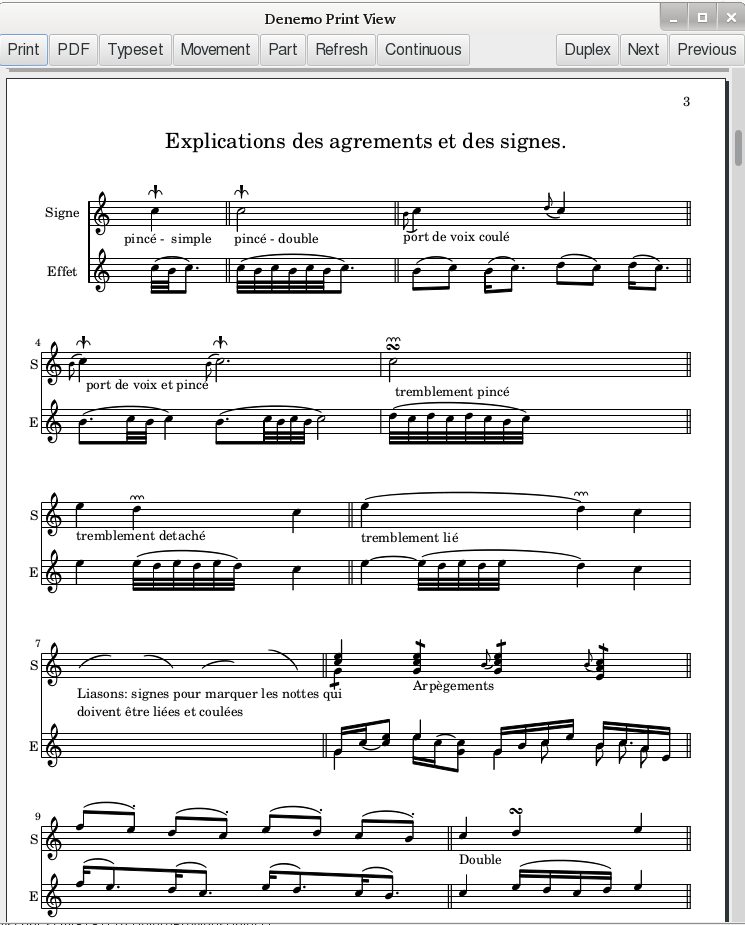 Denemo Print View
Print PDF Typeset Movement Part Refresh Continuous Duplex Next Previous
3
Explications des agrements et des signes.
Signe
pincé - simple pincé - double port de voix coulé
Effet
4
S
port de voix et pincé tremblement pincé
E
S
tremblement detaché tremblement lié
E
7
S
Liasons: signes pour marquer les nottes qui Arpègements
doivent être liées et coulées
E
9
S
Double
E